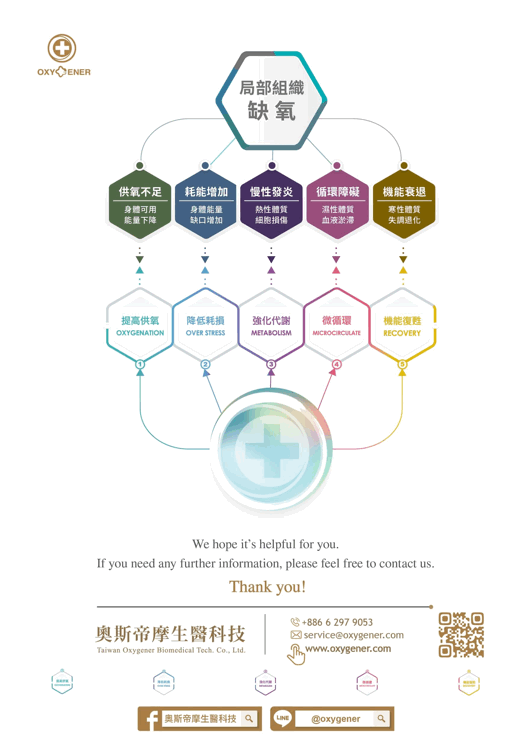 OXYGENER
局部組織
缺氧
供氧不足
身體可用
能量下降
耗能增加
身體能量
缺口增加
慢性發炎
熱性體質
細胞損傷
循環障礙
濕性體質
血液淤滯
機能衰退
寒性體質
失調退化
提高供氧
OXYGENATION
降低耗損
OVER STRESS
強化代謝
METABOLISM
微循環
MICROCIRCULATE
機能復甦
RECOVERY
1
2
3
4
5
We hope it's helpful for you.
If you need any further information, please feel free to contact us.
Thank you!
奧斯帝摩生醫科技
Taiwan Oxygener Biomedical Tech. Co., Ltd.
+886 6 297 9053
service@oxygener.com
www.oxygener.com
f 奧斯帝摩生醫科技
LINE @oxygener